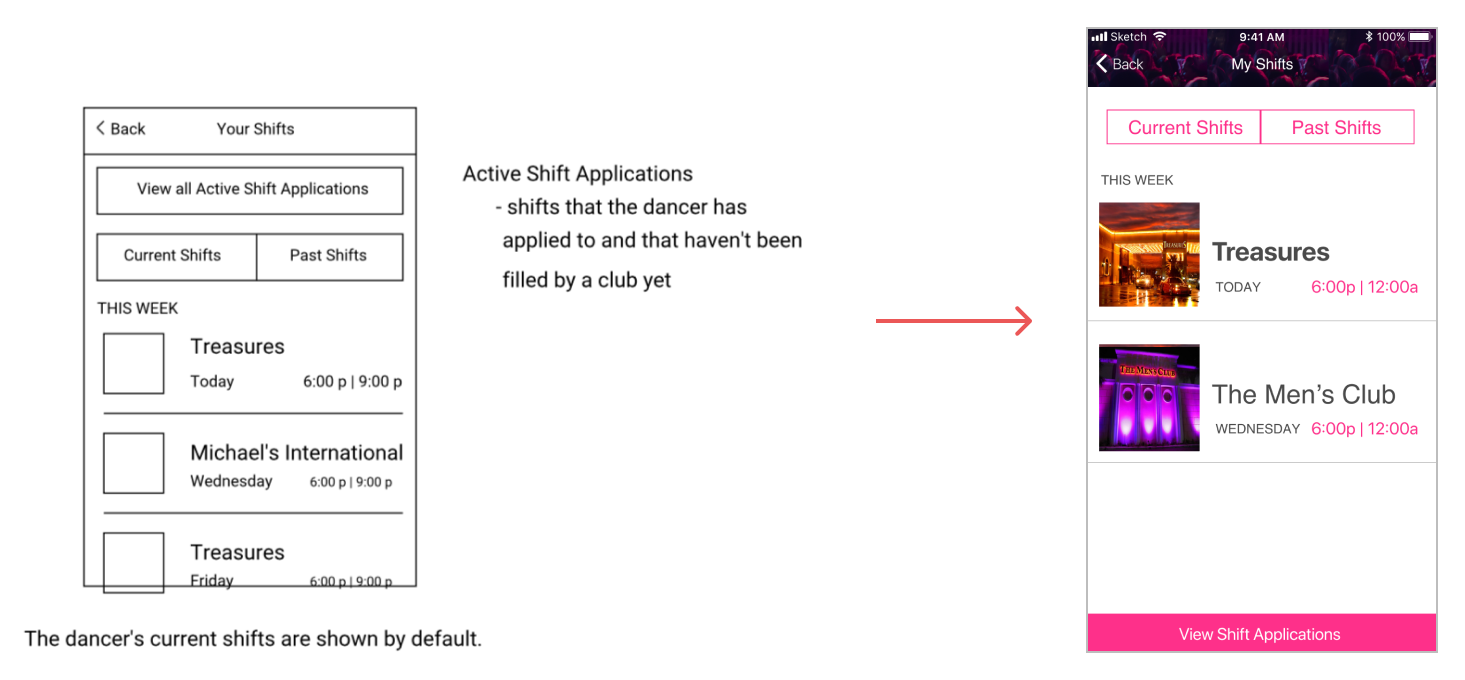 Back Your Shifts
View all Active Shift Applications
Current Shifts Past Shifts
THIS WEEK
Treasures
Today 6:00 p | 9:00 p
Michael's International
Wednesday 6:00 p | 9:00 p
Treasures
Friday 6:00 p | 9:00 p
The dancer's current shifts are shown by default.
Active Shift Applications
- shifts that the dancer has
applied to and that haven't been
filled by a club yet
Sketch 9:41 AM 100%
Back My Shifts
Current Shifts Past Shifts
THIS WEEK
TREASURES
Treasures
TODAY 6:00p | 12:00a
THE MEN'S CLUB
The Men’s Club
WEDNESDAY 6:00p | 12:00a
View Shift Applications